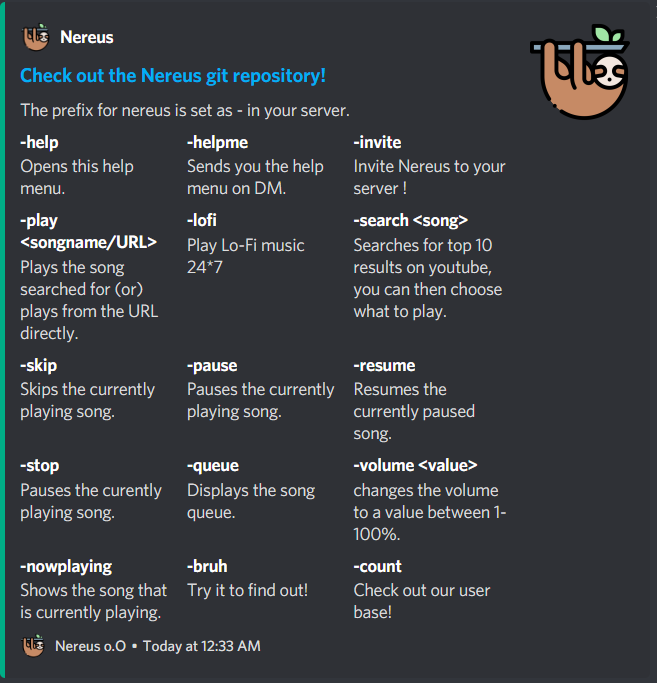 Nereus
Check out the Nereus git repository!
The prefix for nereus is set as - in your server.
-help
Opens this help
menu.
-helpme
Sends you the help
menu on DM.
-invite
Invite Nereus to your
server !
-play
<songname/URL>
Plays the song
searched for (or)
plays from the URL
directly.
-lofi
Play Lo-Fi music
24*7
-search <song>
Searches for top 10
results on youtube,
you can then choose
what to play.
-skip
Skips the currently
playing song.
-pause
Pauses the currently
playing song.
-resume
Resumes the
currently paused
song.
-stop
Pauses the curently
playing song.
-queue
Displays the song
queue.
-volume <value>
changes the volume
to a value between 1-
100%.
-nowplaying
Shows the song that
is currently playing.
-bruh
Try it to find out!
-count
Check out our user
base!
Nereus o.O • Today at 12:33 AM